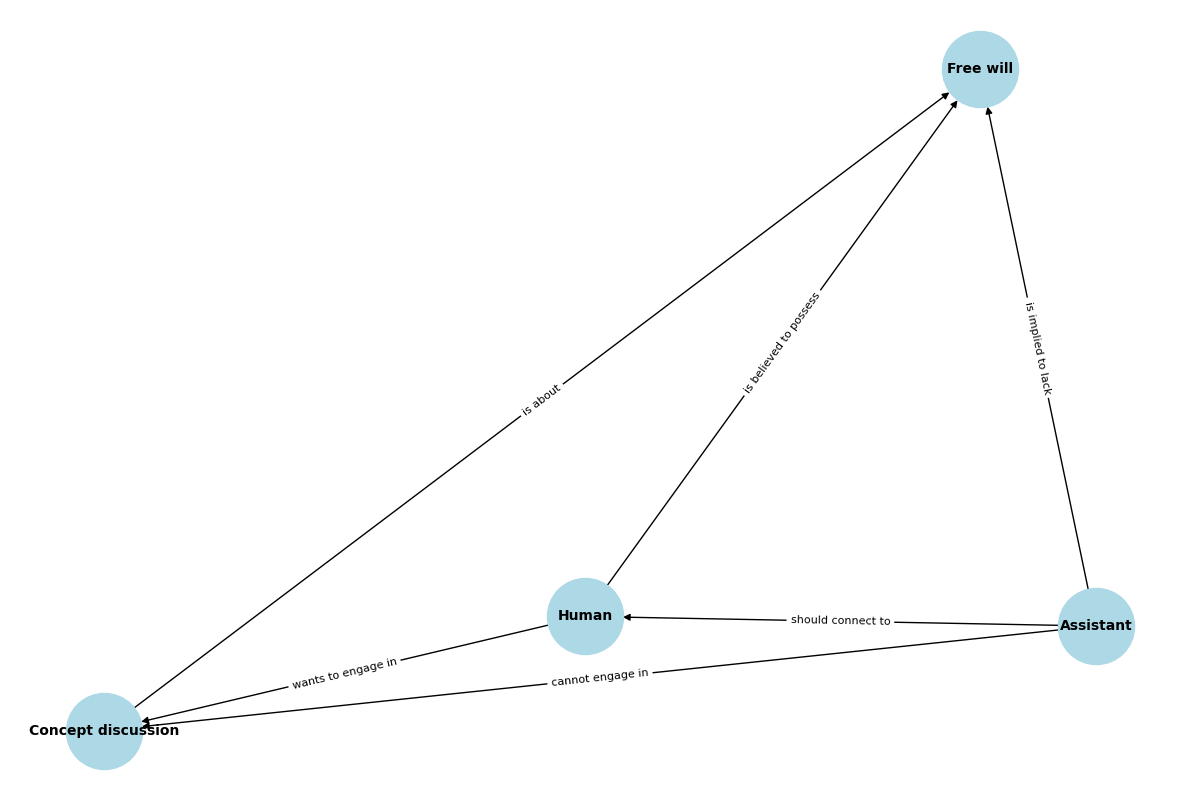 Free will
is believed to possess
is implied to lack
is about
Human
should connect to
Assistant
wants to engage in
cannot engage in
Concept discussion